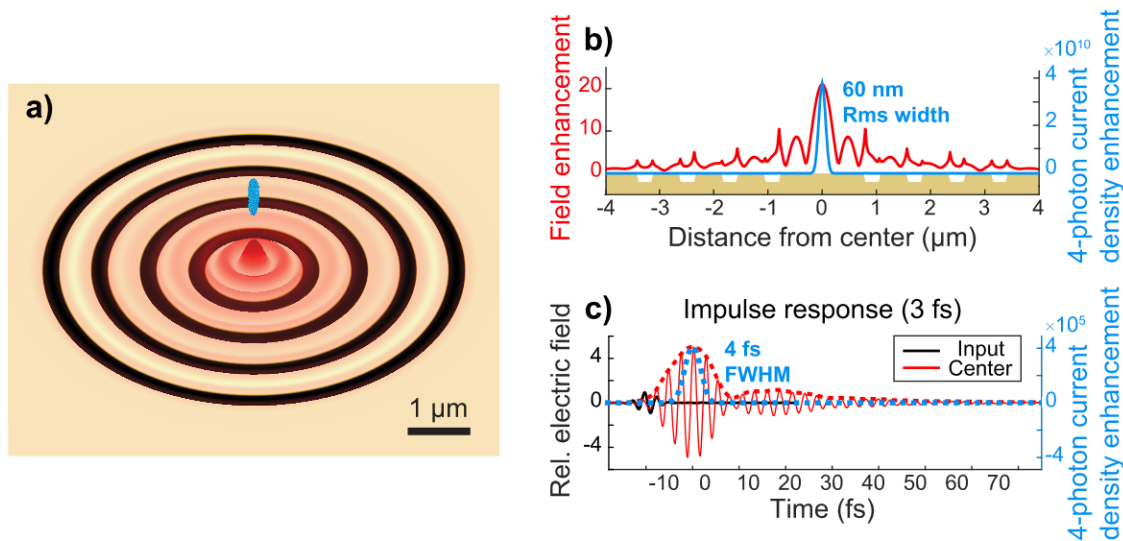 a)
1 µm
b)
Field enhancement
20
10
0
×10¹⁰
4
2
0
4-photon current
density enhancement
60 nm
Rms width
-4 -3 -2 -1 0 1 2 3 4
Distance from center (µm)
c)
Impulse response (3 fs)
Rel. electric field
4
0
-4
×10⁵
4
0
-4
4-photon current
density enhancement
4 fs
FWHM
Input
Center
-10 0 10 20 30 40 50 60 70
Time (fs)